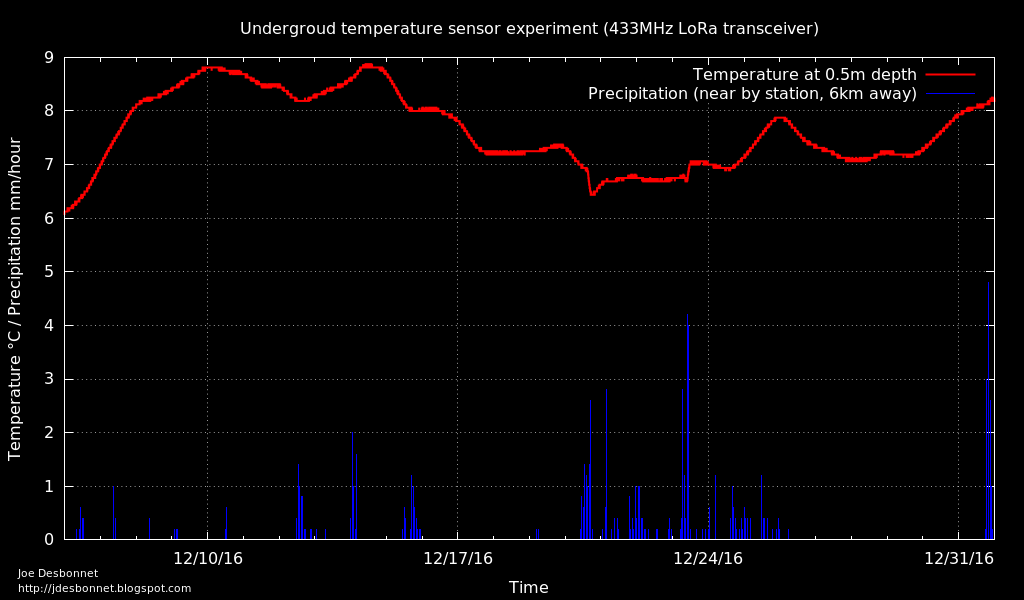 Undergroud temperature sensor experiment (433MHz LoRa transceiver)
Temperature at 0.5m depth
Precipitation (near by station, 6km away)
Temperature °C / Precipitation mm/hour
9
8
7
6
5
4
3
2
1
0
12/10/16 12/17/16 12/24/16 12/31/16
Time
Joe Desbonnet
http://jdesbonnet.blogspot.com